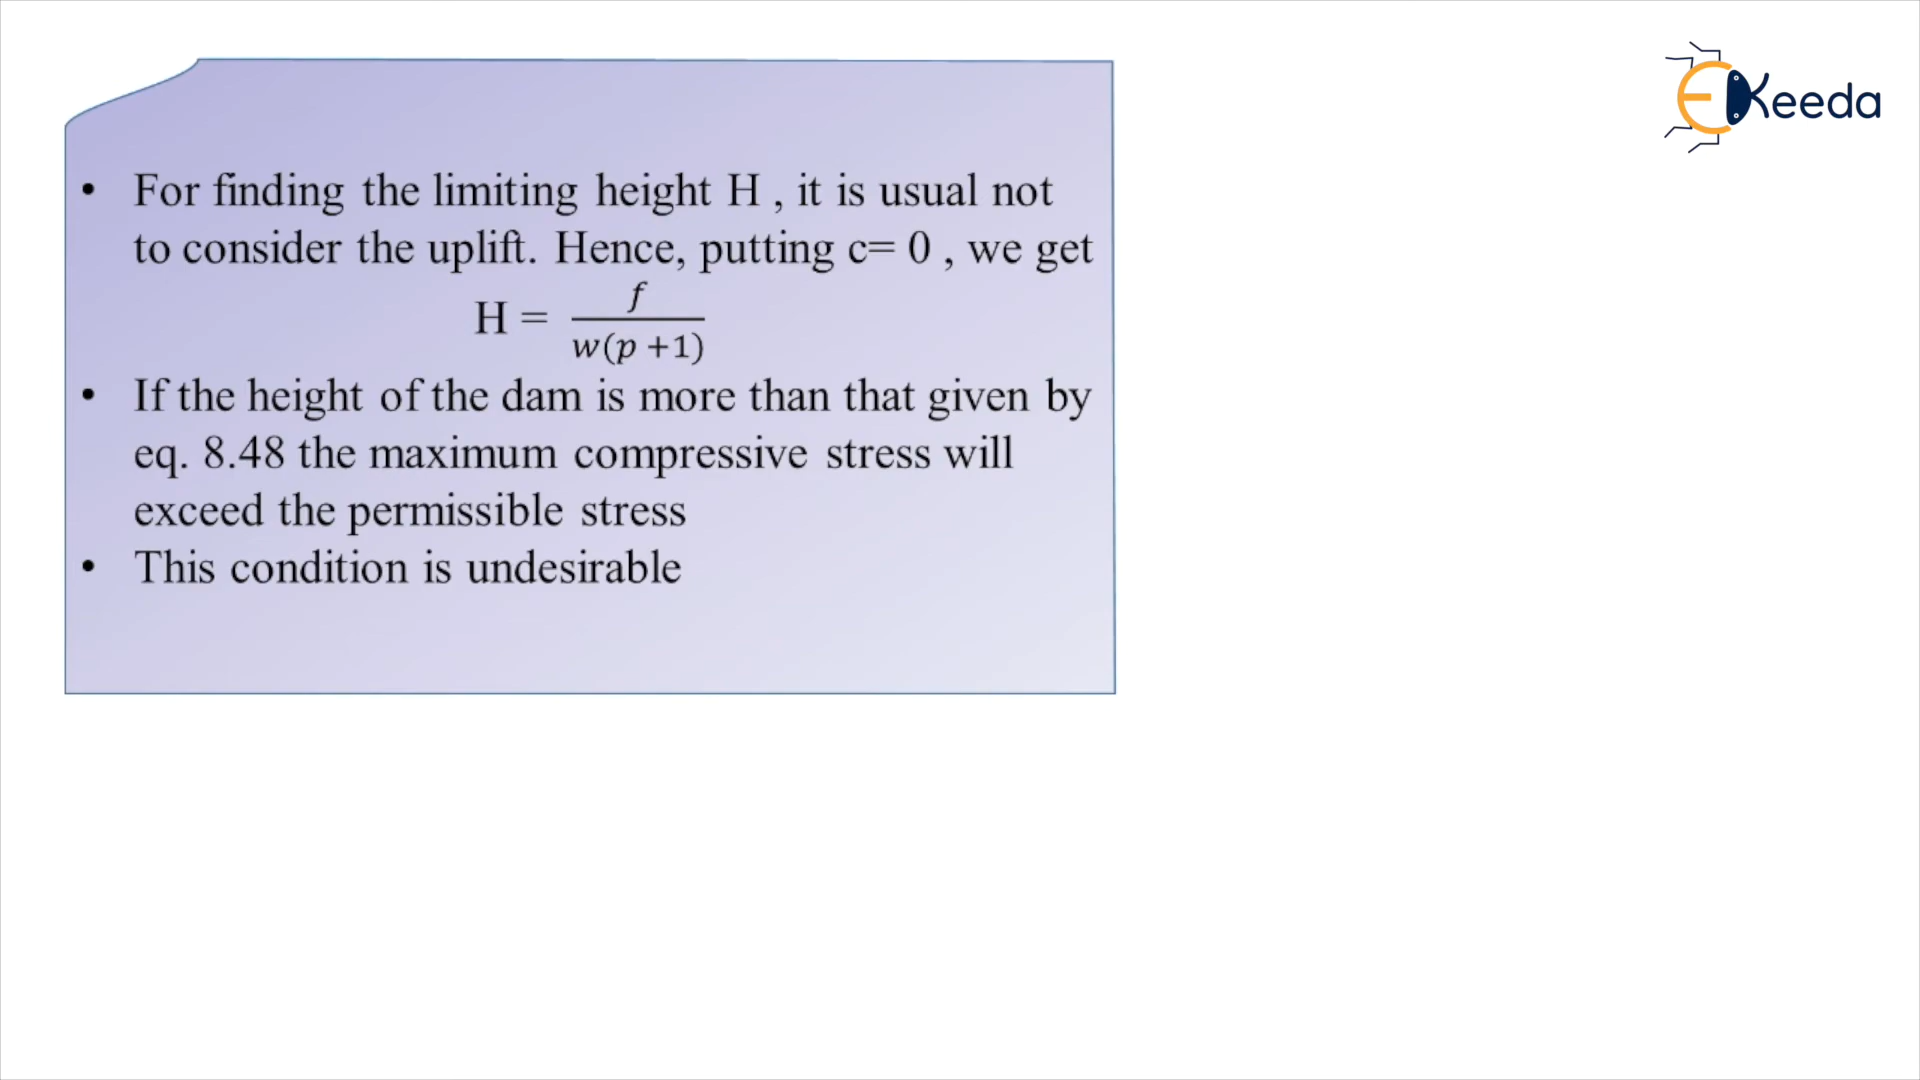 EKeeda
• For finding the limiting height H , it is usual not
to consider the uplift. Hence, putting c= 0 , we get
H = f / w(p +1)
• If the height of the dam is more than that given by
eq. 8.48 the maximum compressive stress will
exceed the permissible stress
• This condition is undesirable